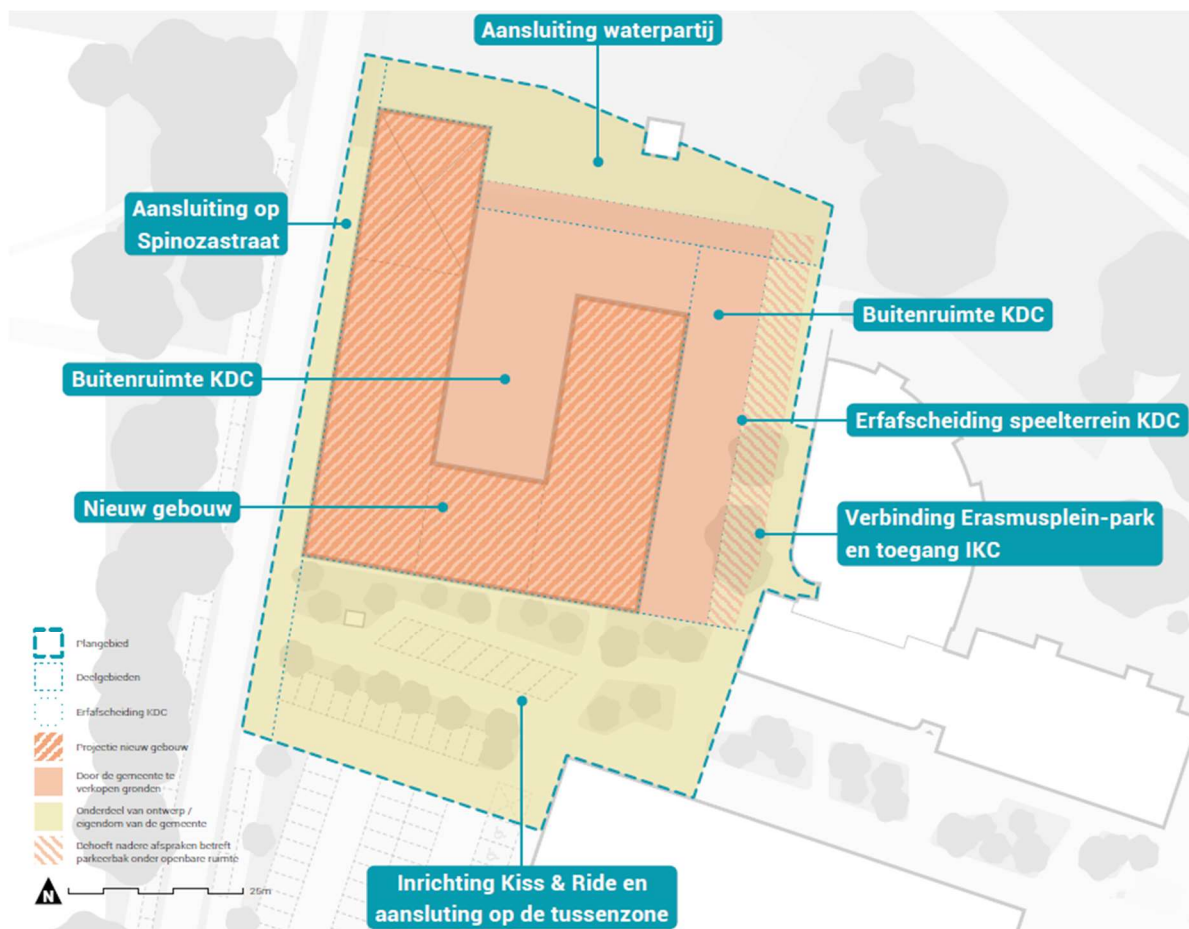 Aansluiting waterpartij
Aansluiting op
Spinozastraat
Buitenruimte KDC
Buitenruimte KDC
Erfafscheiding speelterrein KDC
Nieuw gebouw
Verbinding Erasmusplein-park
en toegang IKC
Plangebied
Deelgebieden
Erfafscheiding KDC
Projectie nieuw gebouw
Door de gemeente te
verkopen gronden
Onderdeel van ontwerp /
eigendom van de gemeente
Behoeft nadere afspraken betreft
parkeerbak onder openbare ruimte
N
25m
Inrichting Kiss & Ride en
aansluting op de tussenzone